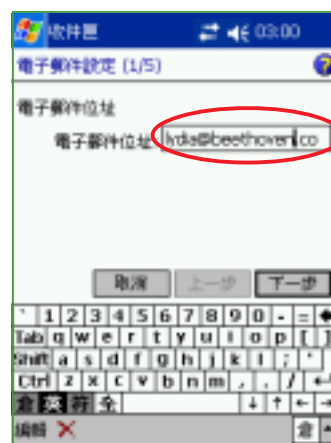 收件匣 03:00
電子郵件設定 (1/5)
電子郵件位址
電子郵件位址 lydia@beethoven.co
取消 上一步 下一步
` 1 2 3 4 5 6 7 8 9 0 - =
Tab q w e r t y u i o p [ ]
Shift a s d f g h j k l ; '
Ctrl z x c v b n m , . /
倉 英 符 全 ↓ ↑ ← →
編輯 倉